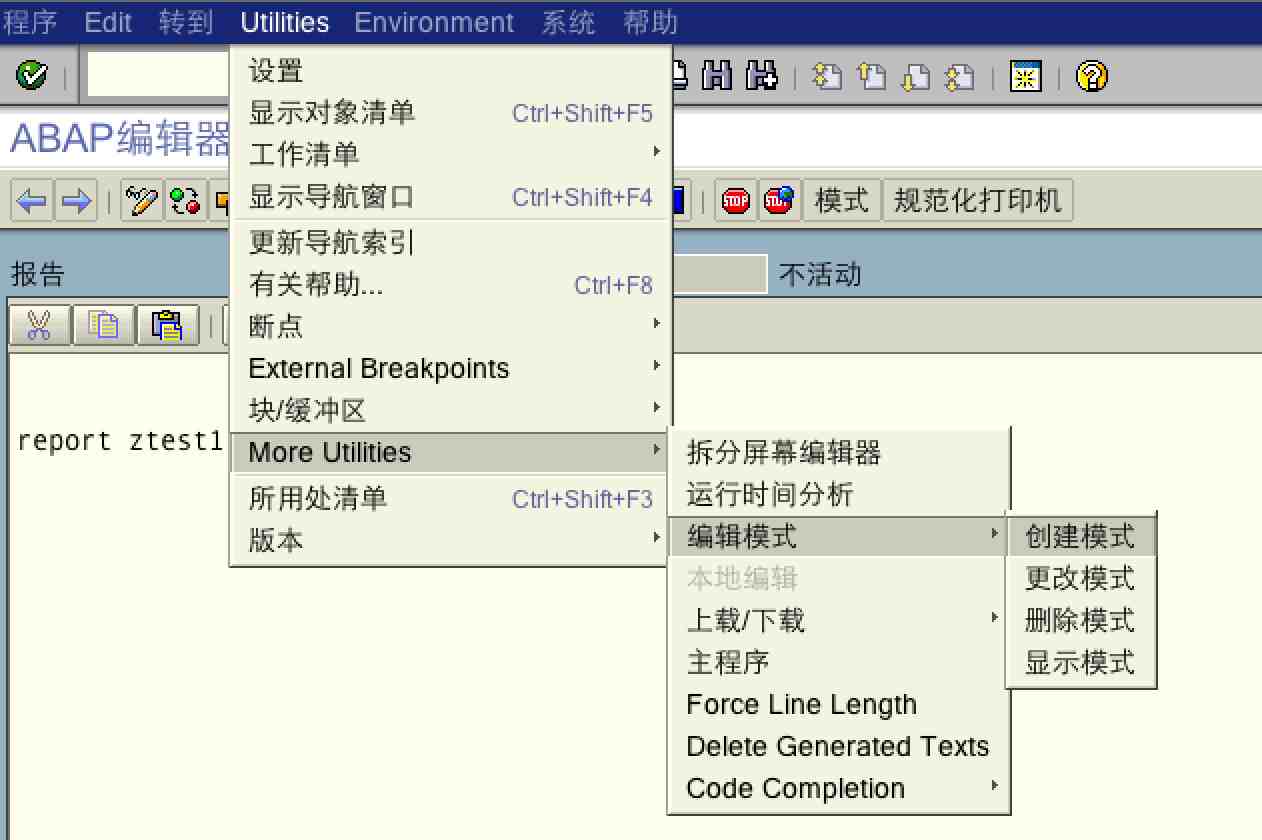 程序 Edit 转到 Utilities Environment 系统 帮助
设置
显示对象清单 Ctrl+Shift+F5
ABAP编辑器
工作清单
显示导航窗口 Ctrl+Shift+F4
STOP STOP 模式 规范化打印机
更新导航索引
报告 不活动
有关帮助... Ctrl+F8
断点
External Breakpoints
块/缓冲区
report ztest1
More Utilities
所用处清单 Ctrl+Shift+F3
版本
拆分屏幕编辑器
运行时间分析
编辑模式
本地编辑
上载/下载
主程序
Force Line Length
Delete Generated Texts
Code Completion
创建模式
更改模式
删除模式
显示模式